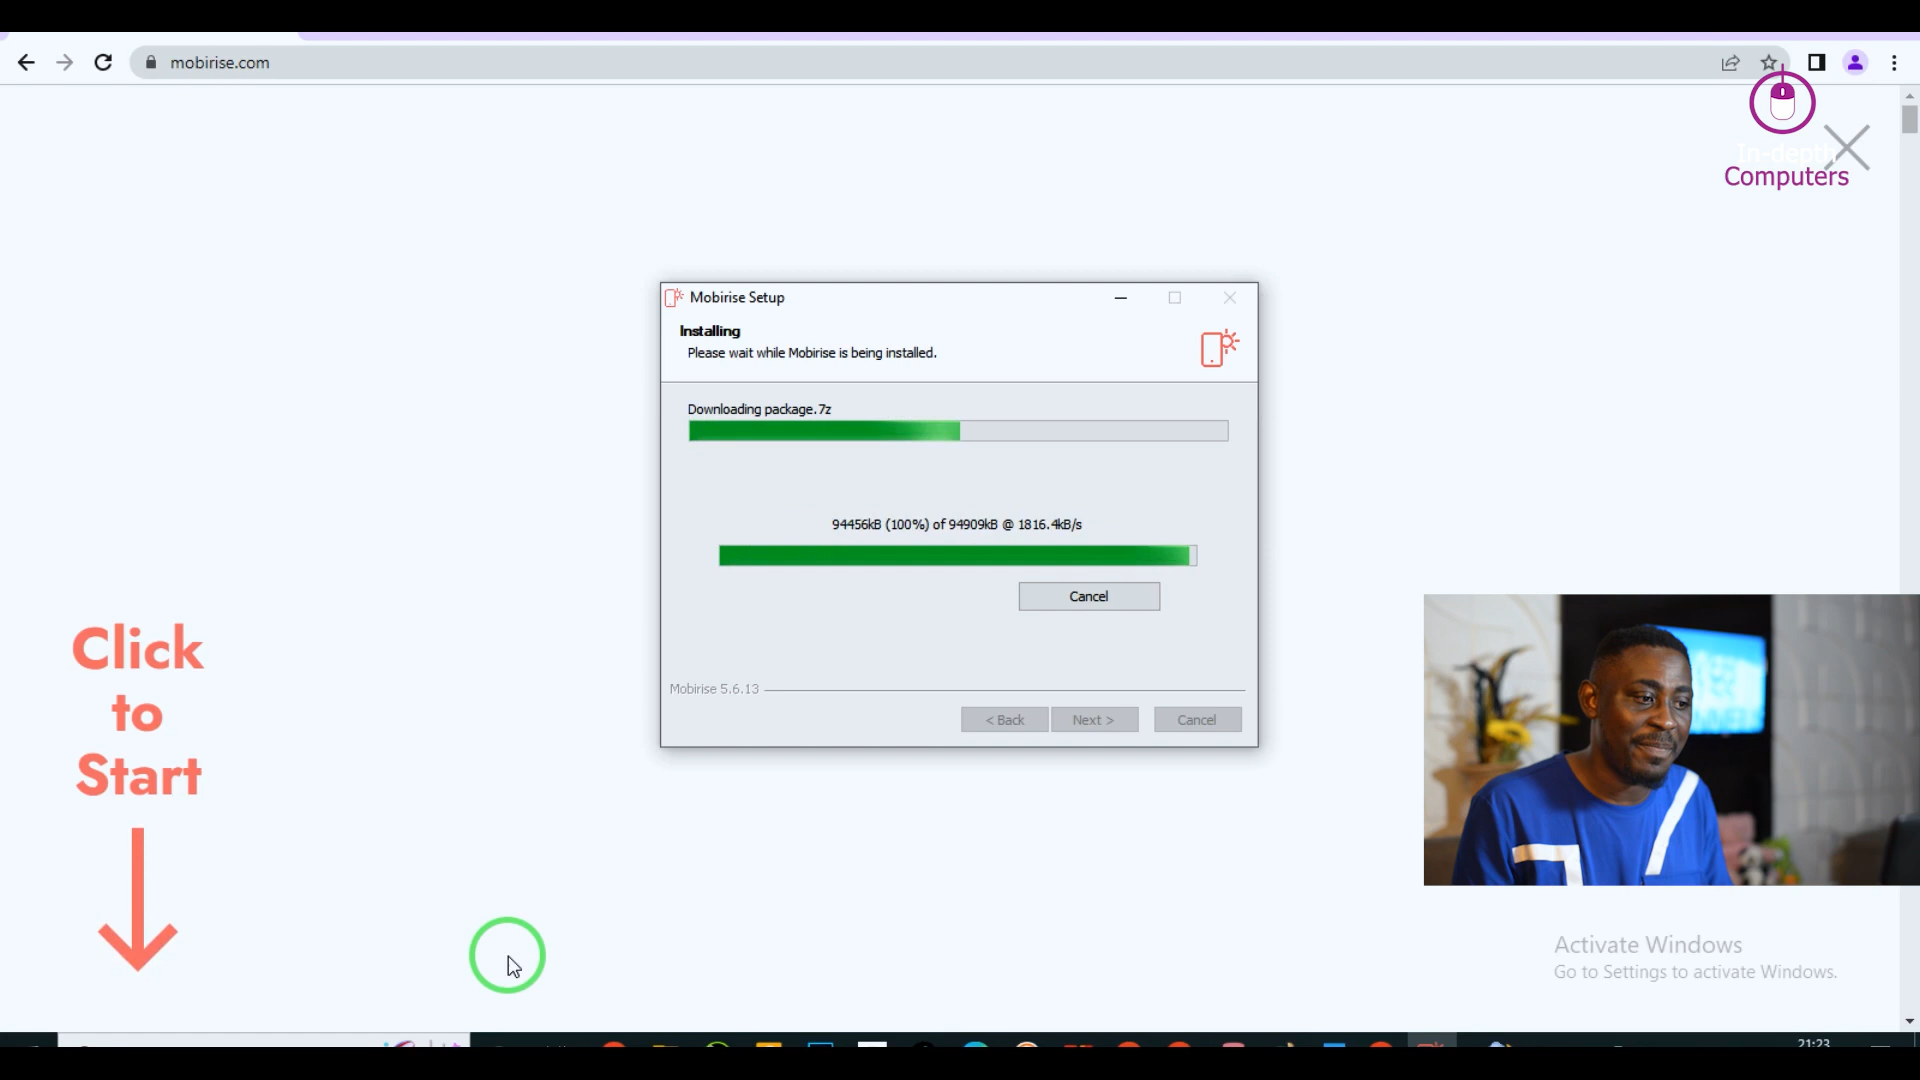 mobirise.com
In-depth
Computers
Mobirise Setup
Installing
Please wait while Mobirise is being installed.
Downloading package.7z
94456kB (100%) of 94909kB @ 1816.4kB/s
Cancel
Mobirise 5.6.13
< Back
Next >
Cancel
Click
to
Start
Activate Windows
Go to Settings to activate Windows.
21:23